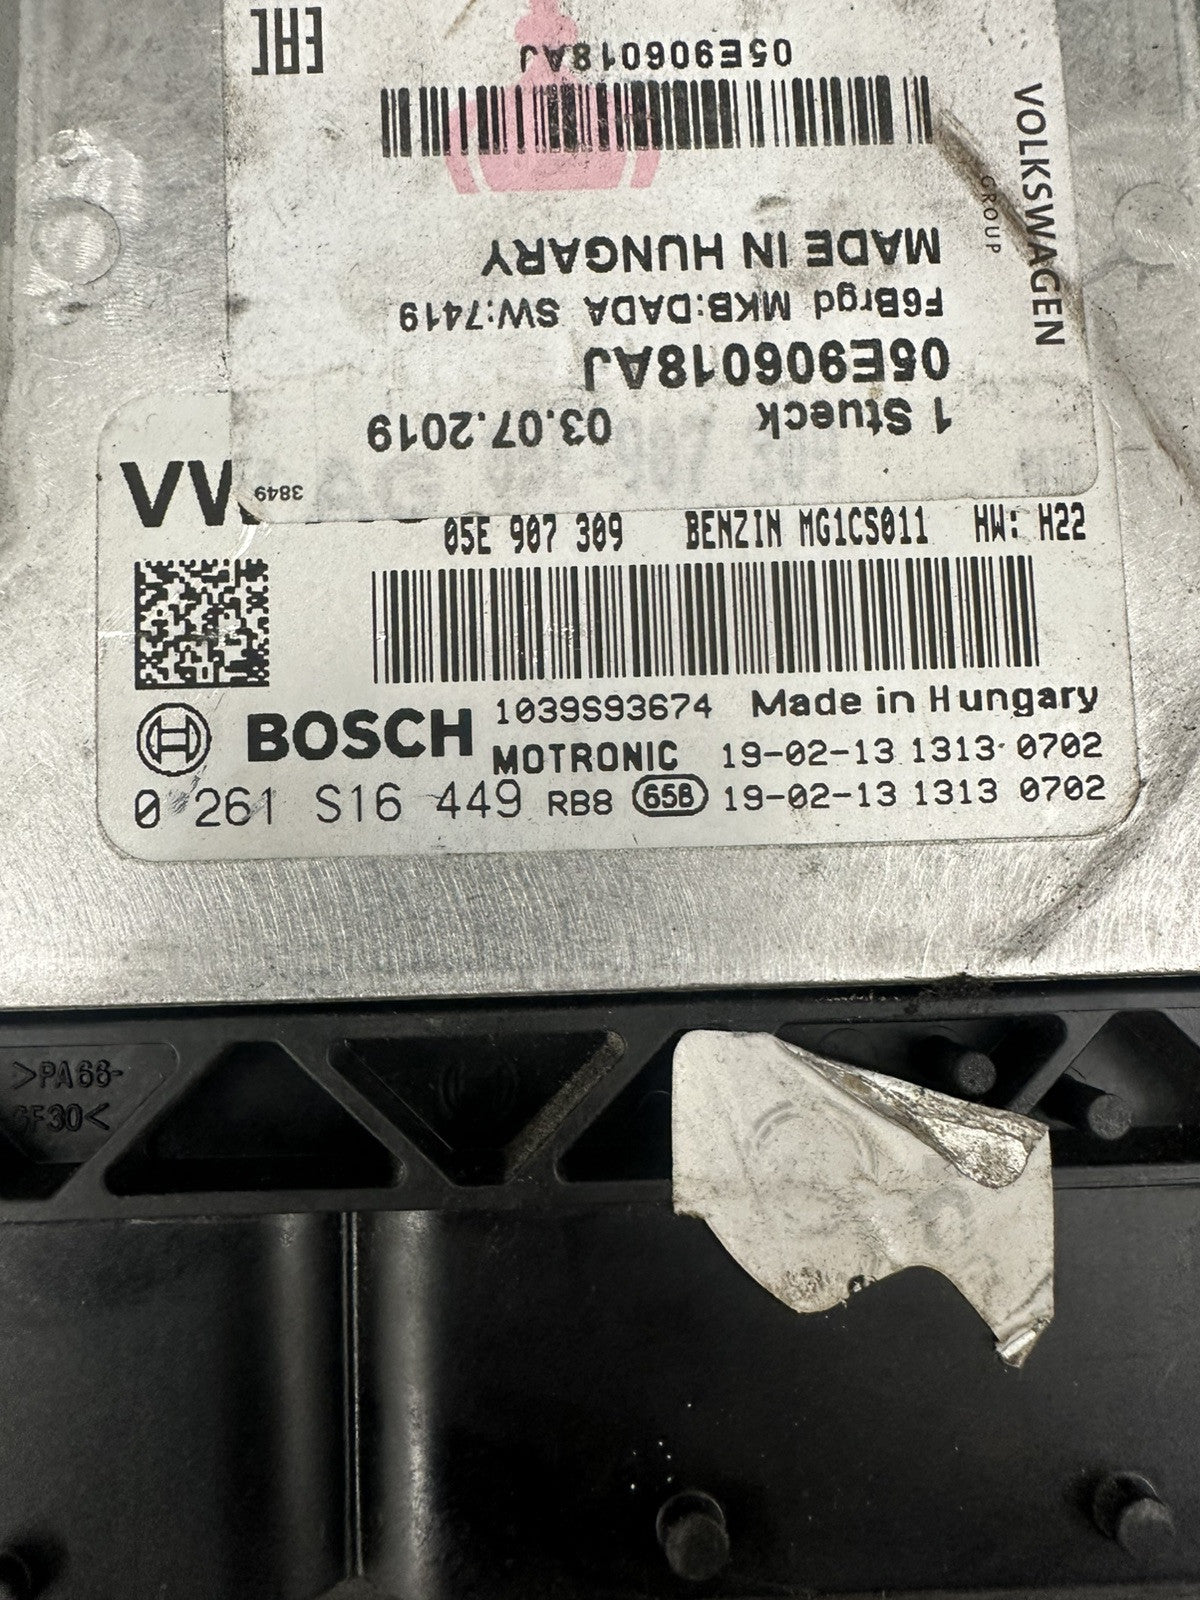 EAC
05E906018AJ
VOLKSWAGEN
GROUP
MADE IN HUNGARY
F6Brgd MKB:DADA SW:7419
05E906018AJ
1 Stueck 03.07.2019
3849
05E 907 309 BENZIN MG1CS011 HW: H22
BOSCH 1039S93674 Made in Hungary
MOTRONIC 19-02-13 1313 0702
0 261 S16 449 RB8 65B 19-02-13 1313 0702
>PA66-
GF30<